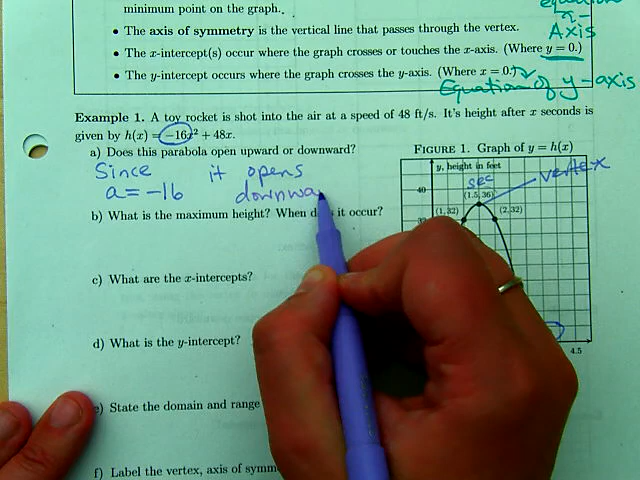 minimum point on the graph.
• The axis of symmetry is the vertical line that passes through the vertex.
Axis
• The x-intercept(s) occur where the graph crosses or touches the x-axis. (Where y = 0.)
• The y-intercept occurs where the graph crosses the y-axis. (Where x = 0.)
Equation of y-axis
Example 1. A toy rocket is shot into the air at a speed of 48 ft/s. It's height after x seconds is
given by h(x) = −16x² + 48x.
a) Does this parabola open upward or downward?
Since it opens
a = -16 downwa
FIGURE 1. Graph of y = h(x)
y, height in feet
40
sec
vertex
(1.5, 36)
(1, 32)
(2, 32)
b) What is the maximum height? When it occur?
c) What are the x-intercepts?
d) What is the y-intercept?
4.5
e) State the domain and range
f) Label the vertex, axis of symm